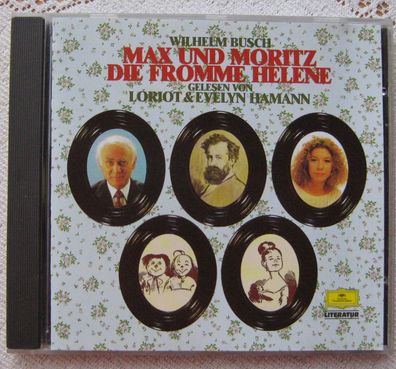 WILHELM BUSCH
MAX UND MORITZ
DIE FROMME HELENE
GELESEN VON
LORIOT & EVELYN HAMANN
LITERATUR